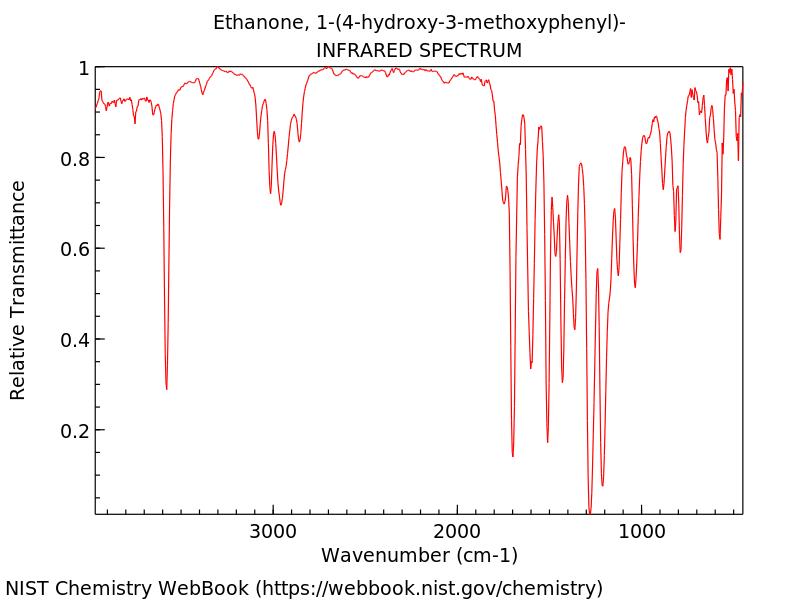 Ethanone, 1-(4-hydroxy-3-methoxyphenyl)-
INFRARED SPECTRUM
1
0.8
0.6
0.4
0.2
Relative Transmittance
3000 2000 1000
Wavenumber (cm-1)
NIST Chemistry WebBook (https://webbook.nist.gov/chemistry)